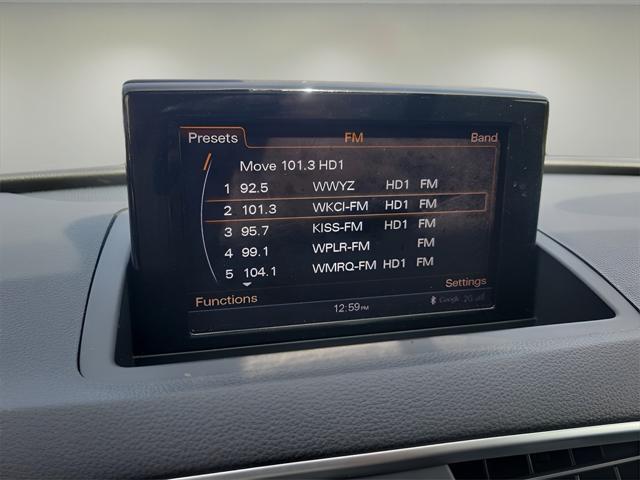 Presets FM Band
Move 101.3 HD1
1 92.5 WWYZ HD1 FM
2 101.3 WKCI-FM HD1 FM
3 95.7 KISS-FM HD1 FM
4 99.1 WPLR-FM FM
5 104.1 WMRQ-FM HD1 FM
Settings
Functions
12:59PM Google 2G